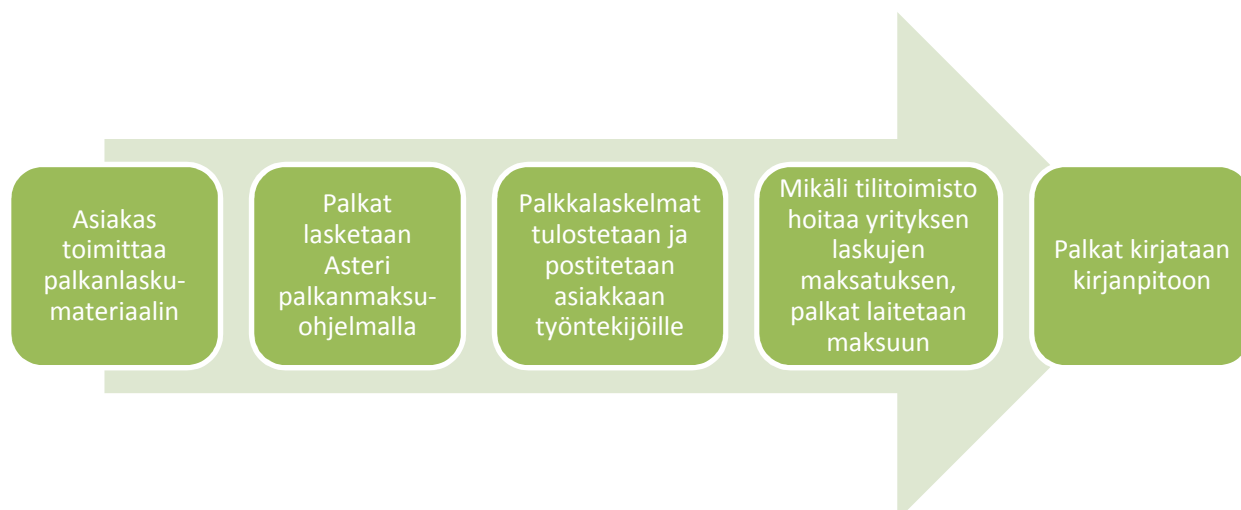 Asiakas
toimittaa
palkanlasku-
materiaalin
Palkat
lasketaan
Asteri
palkanmaksu-
ohjelmalla
Palkkalaskelmat
tulostetaan ja
postitetaan
asiakkaan
työntekijöille
Mikäli tilitoimisto
hoitaa yrityksen
laskujen
maksatuksen,
palkat laitetaan
maksuun
Palkat kirjataan
kirjanpitoon